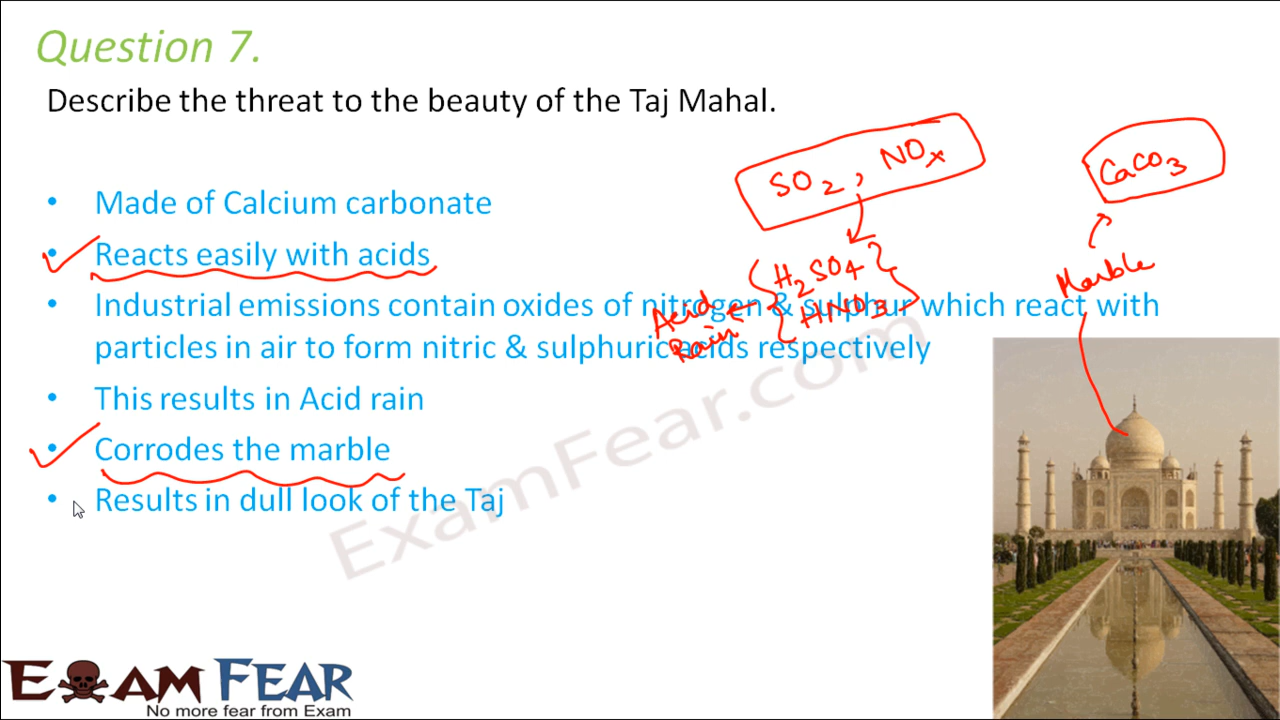 Question 7.
Describe the threat to the beauty of the Taj Mahal.
SO2, NOx
CaCO3
• Made of Calcium carbonate
• Reacts easily with acids
H2SO4
Marble
• Industrial emissions contain oxides of nitrogen & sulphur which react with
HNO3
Acid
Rain
particles in air to form nitric & sulphuric acids respectively
• This results in Acid rain
• Corrodes the marble
• Results in dull look of the Taj
ExamFear.com
EXAM FEAR
No more fear from Exam